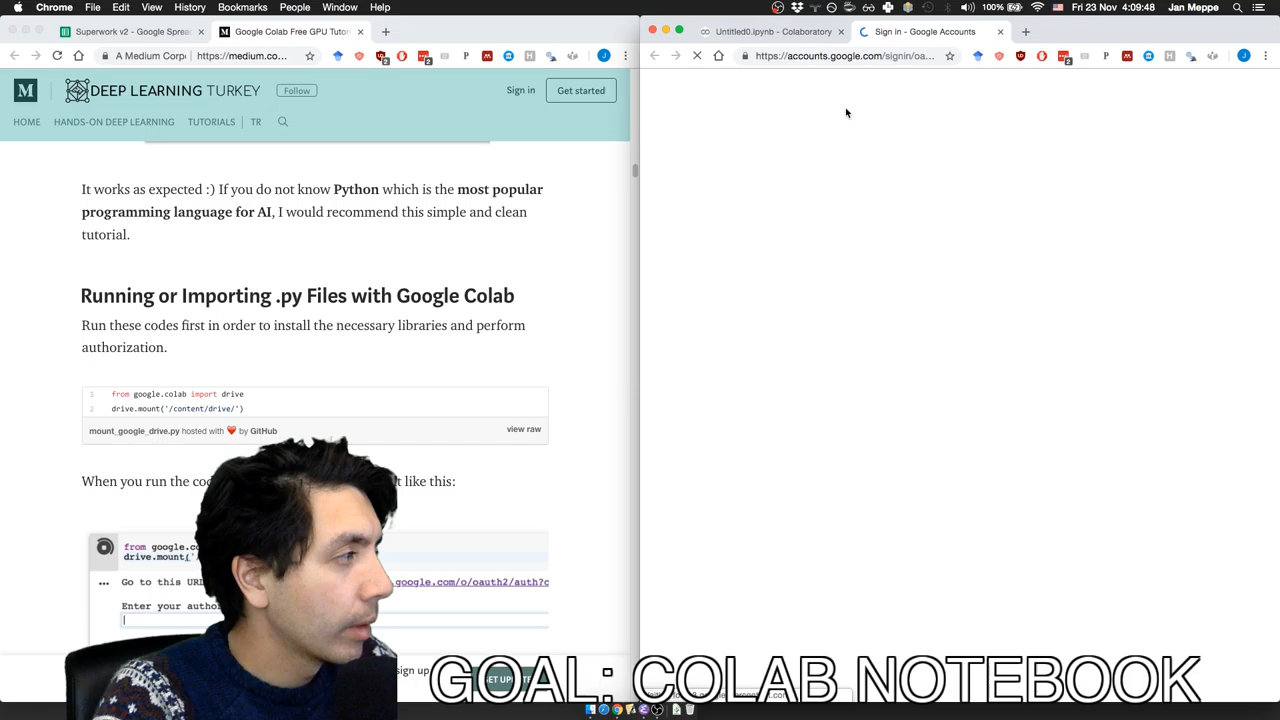 Chrome File Edit View History Bookmarks People Window Help
100% Fri 23 Nov 04:09:48 Jan Meppe
Superwork v2 - Google Sprea
Google Colab Free GPU Tutor
A Medium Corp
https://medium.co...
DEEP LEARNING TURKEY
Follow
Sign in
Get started
HOME HANDS-ON DEEP LEARNING TUTORIALS TR
It works as expected :) If you do not know Python which is the most popular
programming language for AI, I would recommend this simple and clean
tutorial.
Running or Importing .py Files with Google Colab
Run these codes first in order to install the necessary libraries and perform
authorization.
1 from google.colab import drive
2 drive.mount('/content/drive/')
mount_google_drive.py hosted with ❤ by GitHub
view raw
When you run the co
t like this:
from google.co
drive.mount('
Go to this UR
google.com/o/oauth2/auth?c
Enter your autho
sign up
Untitled0.ipynb - Colaboratory
Sign in - Google Accounts
https://accounts.google.com/signin/oa...
GOAL: COLAB NOTEBOOK